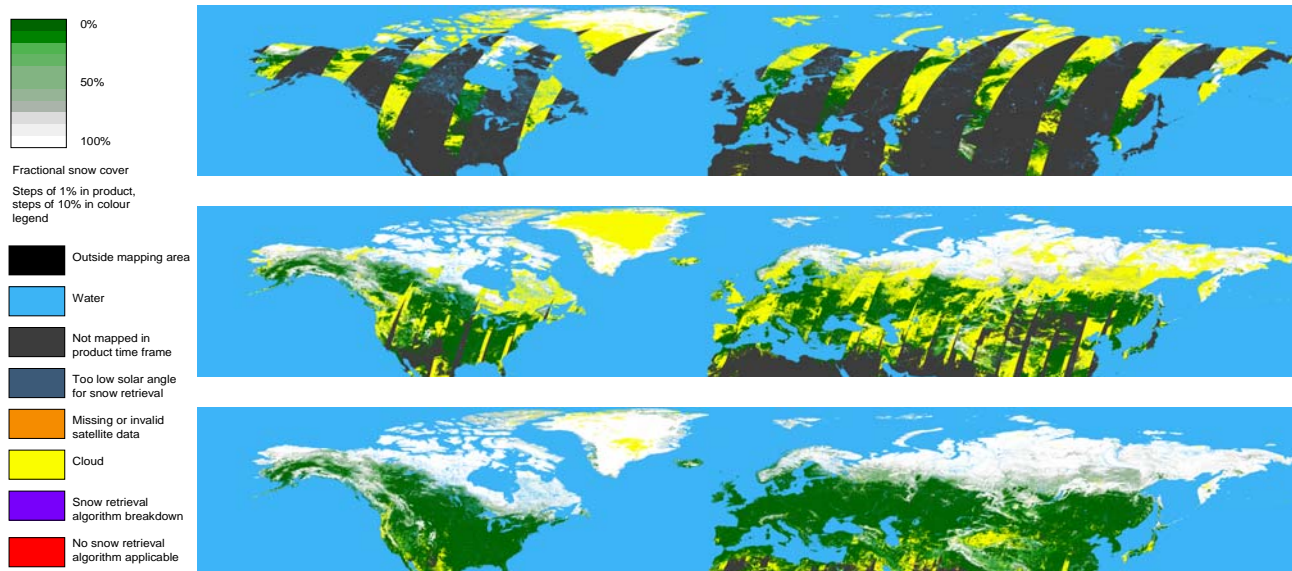 0%
50%
100%
Fractional snow cover
Steps of 1% in product,
steps of 10% in colour
legend
Outside mapping area
Water
Not mapped in
product time frame
Too low solar angle
for snow retrieval
Missing or invalid
satellite data
Cloud
Snow retrieval
algorithm breakdown
No snow retrieval
algorithm applicable